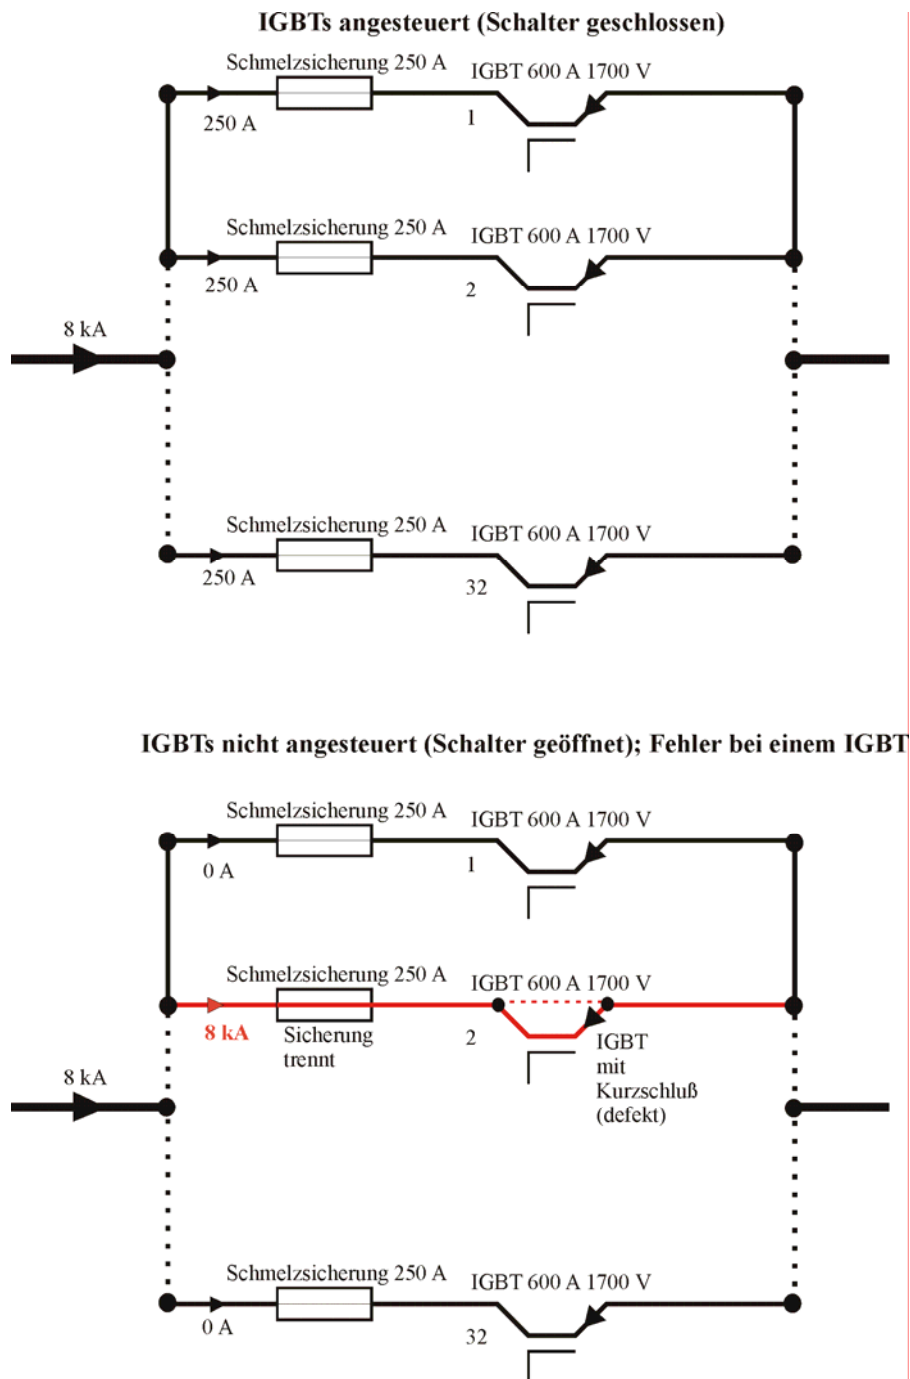 IGBTs angesteuert (Schalter geschlossen)
Schmelzsicherung 250 A
IGBT 600 A 1700 V
250 A
1
Schmelzsicherung 250 A
IGBT 600 A 1700 V
250 A
2
8 kA
Schmelzsicherung 250 A
IGBT 600 A 1700 V
250 A
32
IGBTs nicht angesteuert (Schalter geöffnet); Fehler bei einem IGBT
Schmelzsicherung 250 A
IGBT 600 A 1700 V
0 A
1
Schmelzsicherung 250 A
IGBT 600 A 1700 V
8 kA
Sicherung
trennt
2
IGBT
mit
Kurzschluß
(defekt)
8 kA
Schmelzsicherung 250 A
IGBT 600 A 1700 V
0 A
32